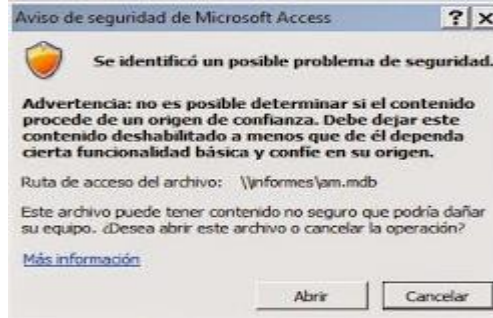 Aviso de seguridad de Microsoft Access
Se identificó un posible problema de seguridad.
Advertencia: no es posible determinar si el contenido
procede de un origen de confianza. Debe dejar este
contenido deshabilitado a menos que de él dependa
cierta funcionalidad básica y confíe en su origen.
Ruta de acceso del archivo: \\informes\am.mdb
Este archivo puede tener contenido no seguro que podría dañar
su equipo. ¿Desea abrir este archivo o cancelar la operación?
Más información
Abrir Cancelar